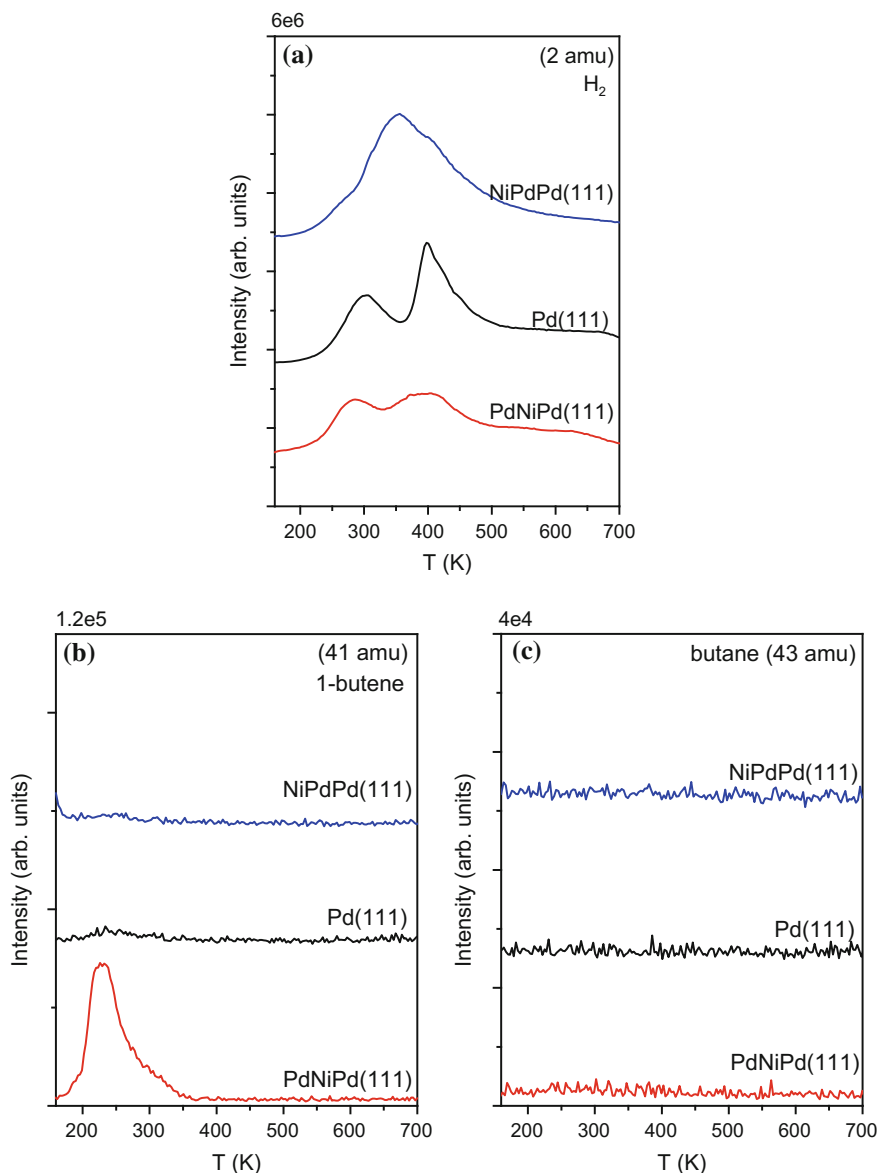 6e6
(a)
(2 amu)
H2
NiPdPd(111)
Pd(111)
PdNiPd(111)
Intensity (arb. units)
200 300 400 500 600 700
T (K)
1.2e5
(b)
(41 amu)
1-butene
NiPdPd(111)
Pd(111)
PdNiPd(111)
Intensity (arb. units)
200 300 400 500 600 700
T (K)
4e4
(c)
butane (43 amu)
NiPdPd(111)
Pd(111)
PdNiPd(111)
Intensity (arb. units)
200 300 400 500 600 700
T (K)